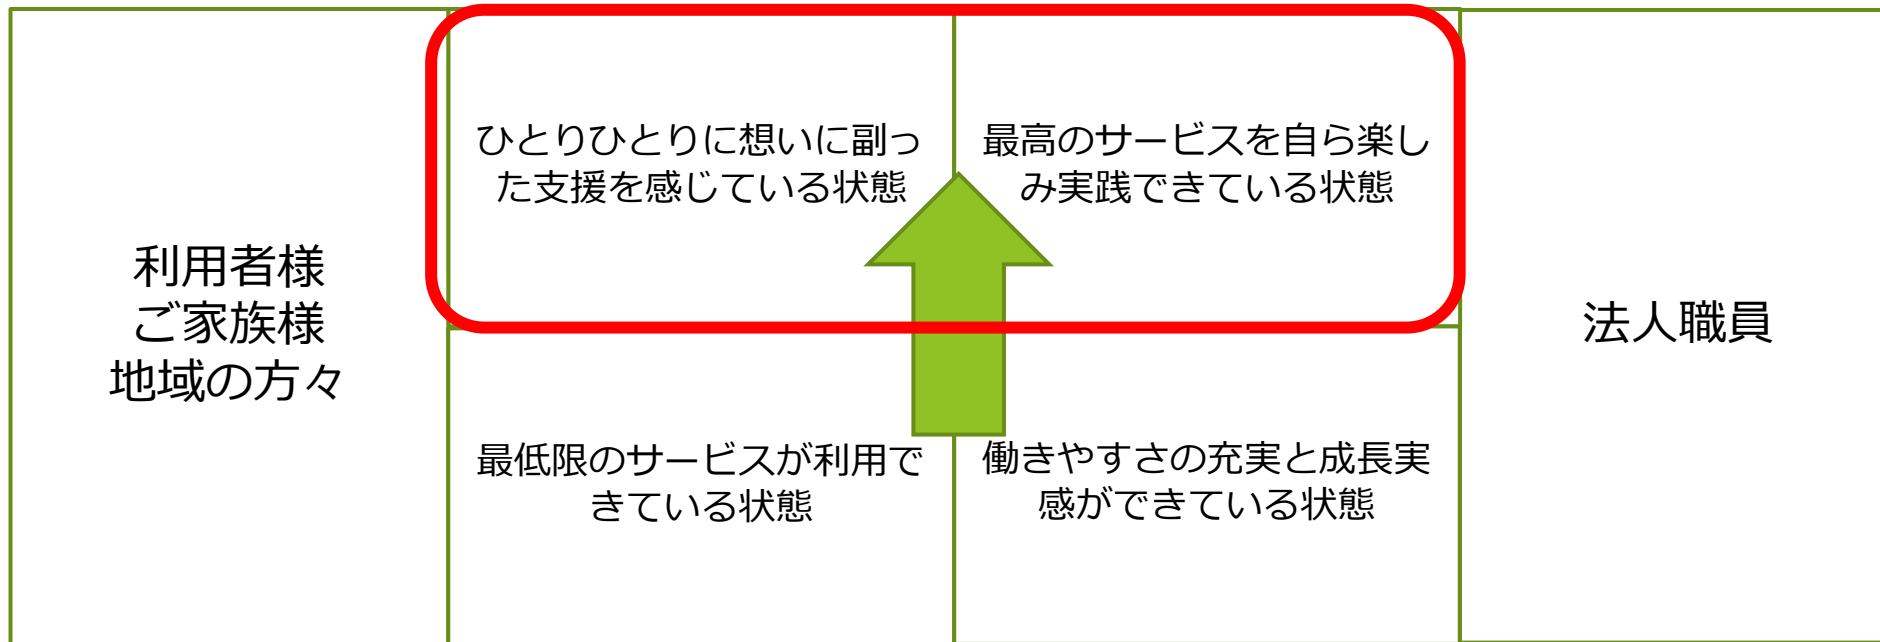 利用者様
ご家族様
地域の方々
ひとりひとりに想いに副っ
た支援を感じている状態
最高のサービスを自ら楽し
み実践できている状態
最低限のサービスが利用で
きている状態
働きやすさの充実と成長実
感ができている状態
法人職員